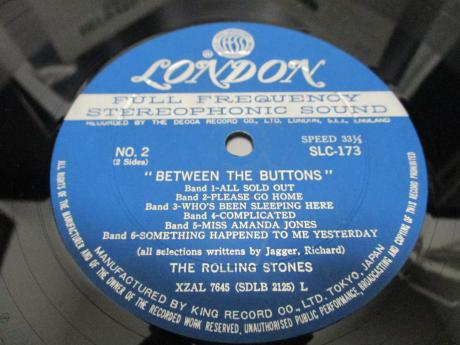 ® LONDON
FULL FREQUENCY
STEREOPHONIC SOUND
RECORDED BY THE DECCA RECORD CO., LTD. LONDON, S.E.1, ENGLAND
NO. 2
(2 Sides)
SPEED 33⅓
SLC-173
"BETWEEN THE BUTTONS"
Band 1-ALL SOLD OUT
Band 2-PLEASE GO HOME
Band 3-WHO'S BEEN SLEEPING HERE
Band 4-COMPLICATED
Band 5-MISS AMANDA JONES
Band 6-SOMETHING HAPPENED TO ME YESTERDAY
(all selections writtens by Jagger, Richard)
THE ROLLING STONES
XZAL 7645 (SDLB 2125) L
MANUFACTURED BY KING RECORD CO., LTD. TOKYO, JAPAN
ALL RIGHTS OF THE MANUFACTURER AND OF THE OWNER OF THE RECORDED WORK RESERVED, UNAUTHORISED PUBLIC PERFORMANCE, BROADCASTING AND COPYING OF THIS RECORD PROHIBITED